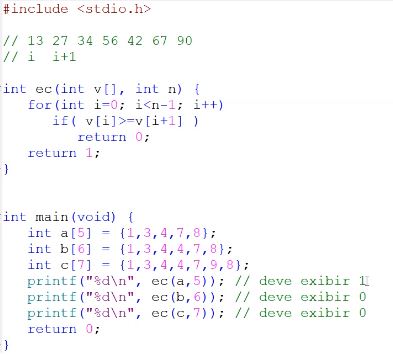 #include <stdio.h>
// 13 27 34 56 42 67 90
// i  i+1
int ec(int v[], int n) {
   for(int i=0; i<n-1; i++)
      if( v[i]>=v[i+1] )
         return 0;
   return 1;
}
int main(void) {
   int a[5] = {1,3,4,7,8};
   int b[6] = {1,3,4,4,7,8};
   int c[7] = {1,3,4,4,7,9,8};
   printf("%d\n", ec(a,5)); // deve exibir 1
   printf("%d\n", ec(b,6)); // deve exibir 0
   printf("%d\n", ec(c,7)); // deve exibir 0
   return 0;
}